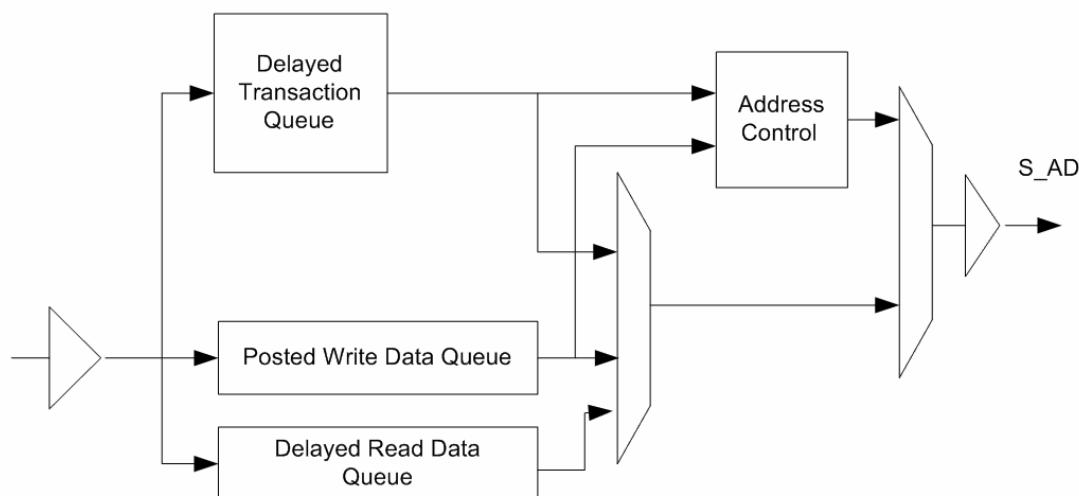 Delayed
Transaction
Queue
Address
Control
S_AD
Posted Write Data Queue
Delayed Read Data
Queue